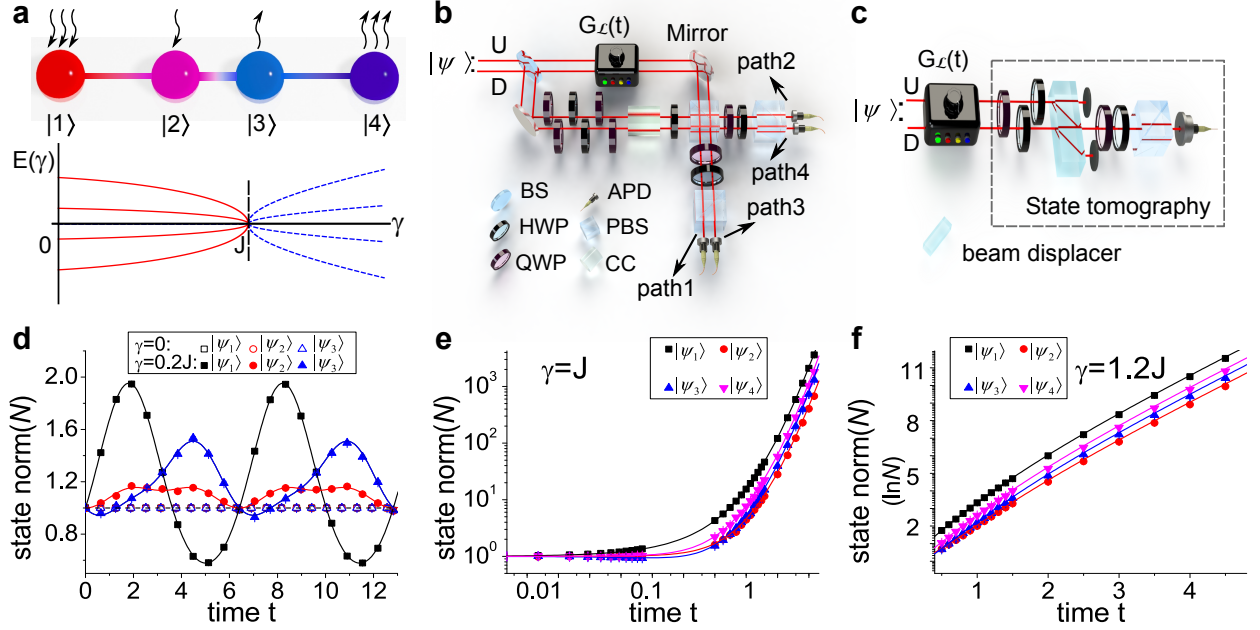 a
|1⟩ |2⟩ |3⟩ |4⟩
E(γ)
0
J
γ
b
|ψ⟩:
U
D
G𝓛(t)
Mirror
path2
path4
path3
path1
BS
HWP
QWP
APD
PBS
CC
c
G𝓛(t)
|ψ⟩:
U
D
State tomography
beam displacer
d
γ=0: |ψ₁⟩ |ψ₂⟩ |ψ₃⟩
γ=0.2J: |ψ₁⟩ |ψ₂⟩ |ψ₃⟩
state norm(N)
2.0
1.6
1.2
0.8
0 2 4 6 8 10 12
time t
e
|ψ₁⟩ |ψ₂⟩
|ψ₃⟩ |ψ₄⟩
γ=J
state norm(N)
10³
10²
10¹
10⁰
0.01 0.1 1
time t
f
|ψ₁⟩ |ψ₂⟩
|ψ₃⟩ |ψ₄⟩
γ=1.2J
state norm(N)
(lnN)
11
8
5
2
1 2 3 4
time t